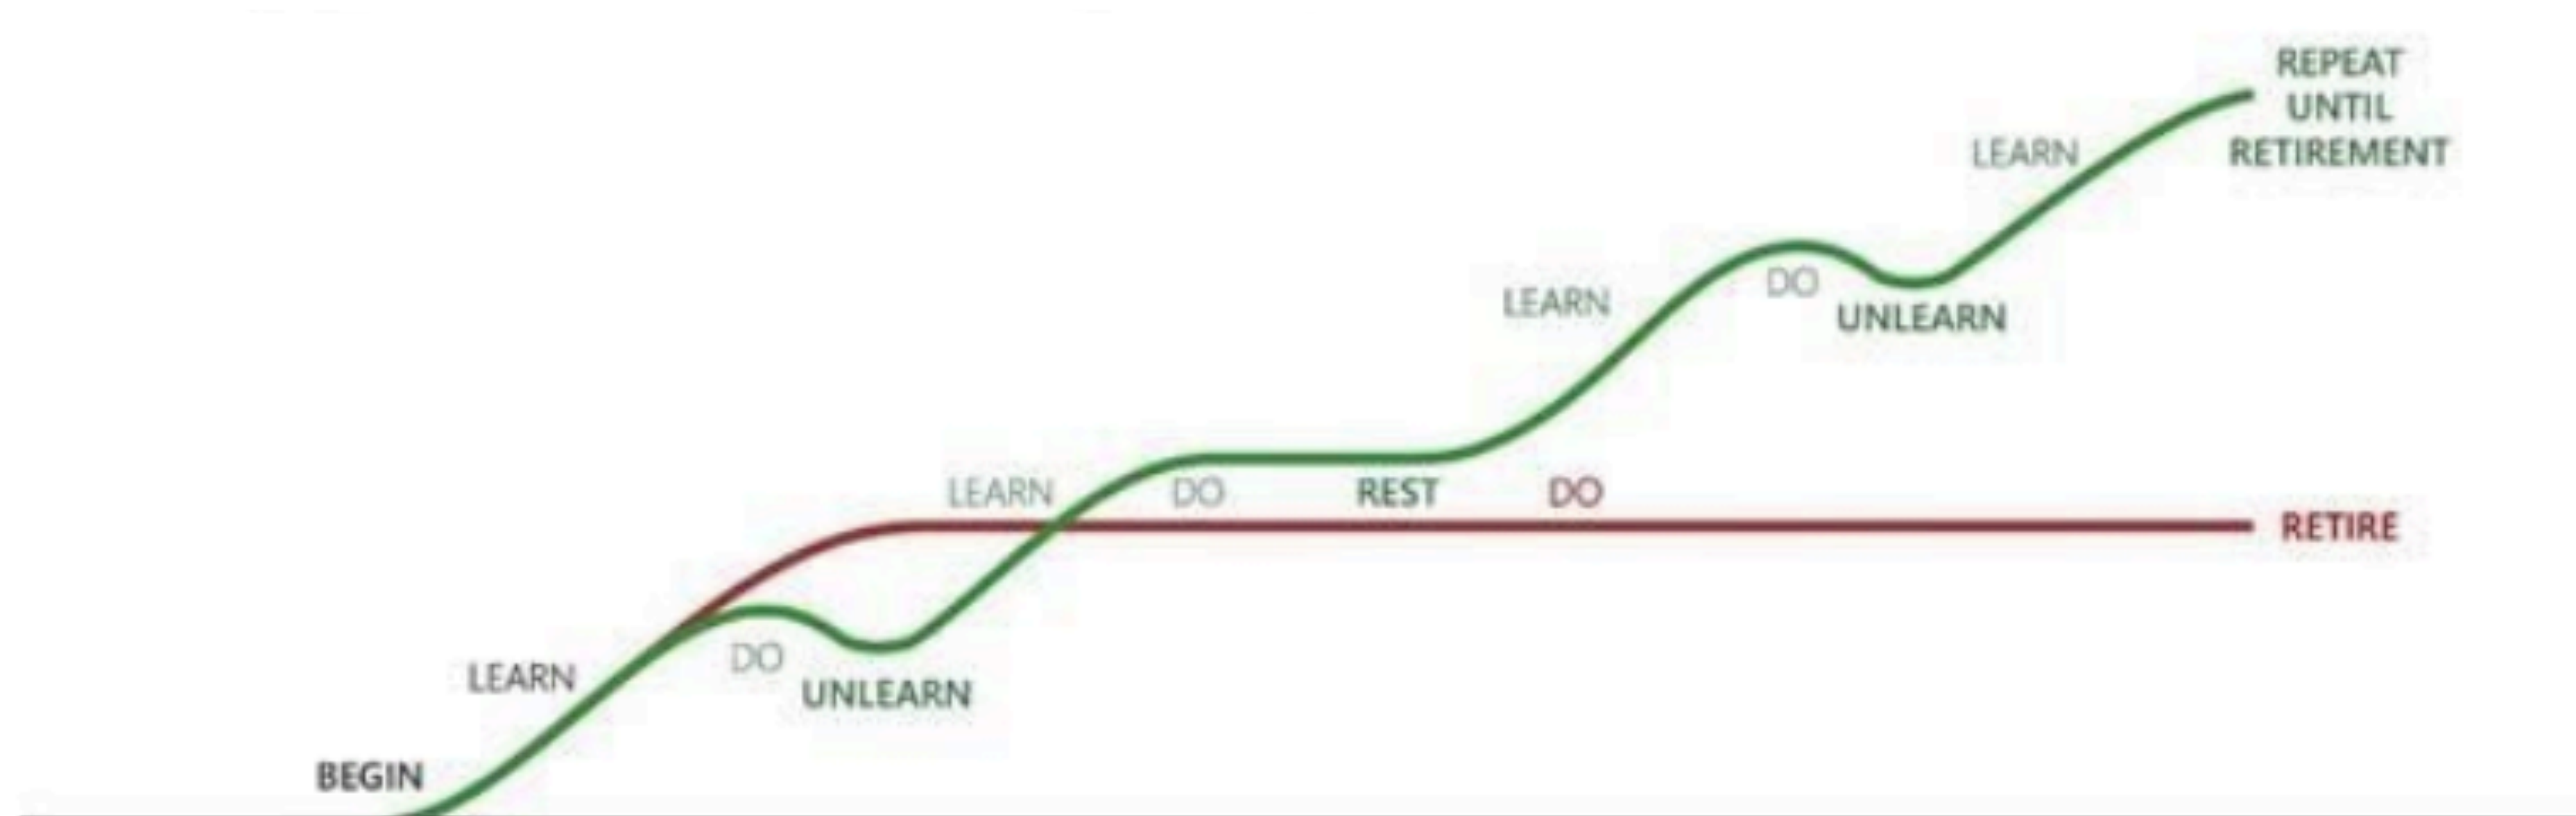 REPEAT
UNTIL
RETIREMENT
LEARN
DO
UNLEARN
LEARN
LEARN
DO
REST
DO
RETIRE
DO
UNLEARN
LEARN
BEGIN